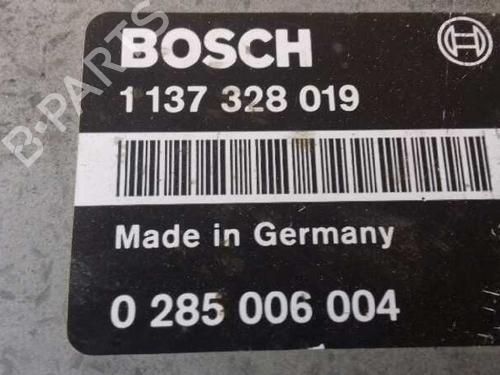 B-PARTS
BOSCH
1 137 328 019
Made in Germany
0 285 006 004